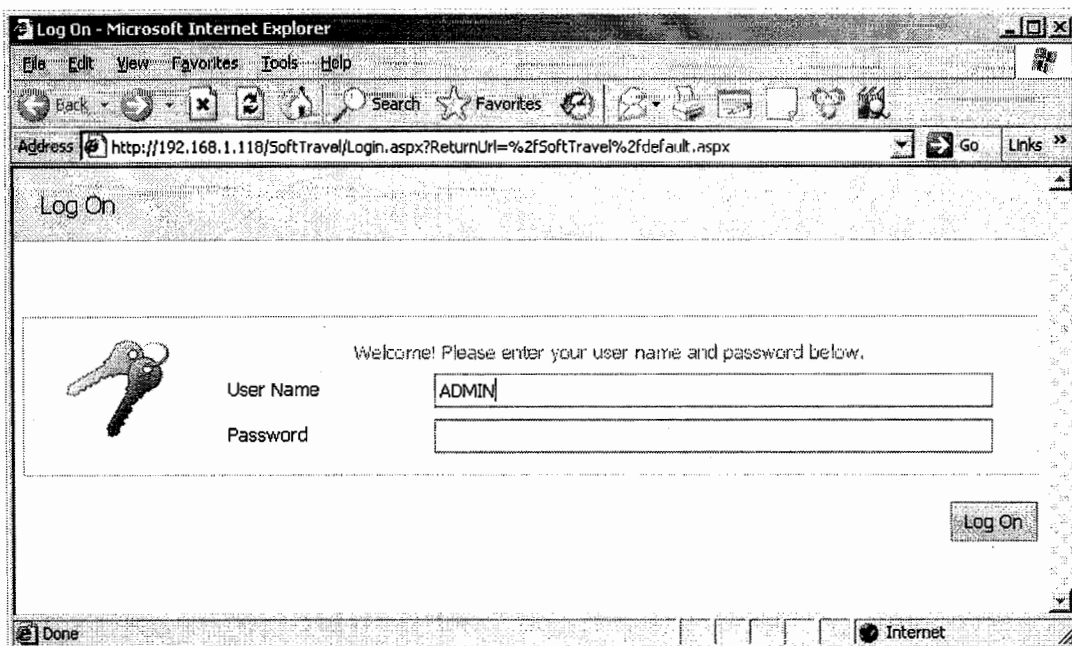 Log On - Microsoft Internet Explorer
File Edit View Favorites Tools Help
Back Search Favorites
Address http://192.168.1.118/SoftTravel/Login.aspx?ReturnUrl=%2fSoftTravel%2fdefault.aspx Go Links »
Log On
Welcome! Please enter your user name and password below.
User Name ADMIN
Password
Log On
Done Internet